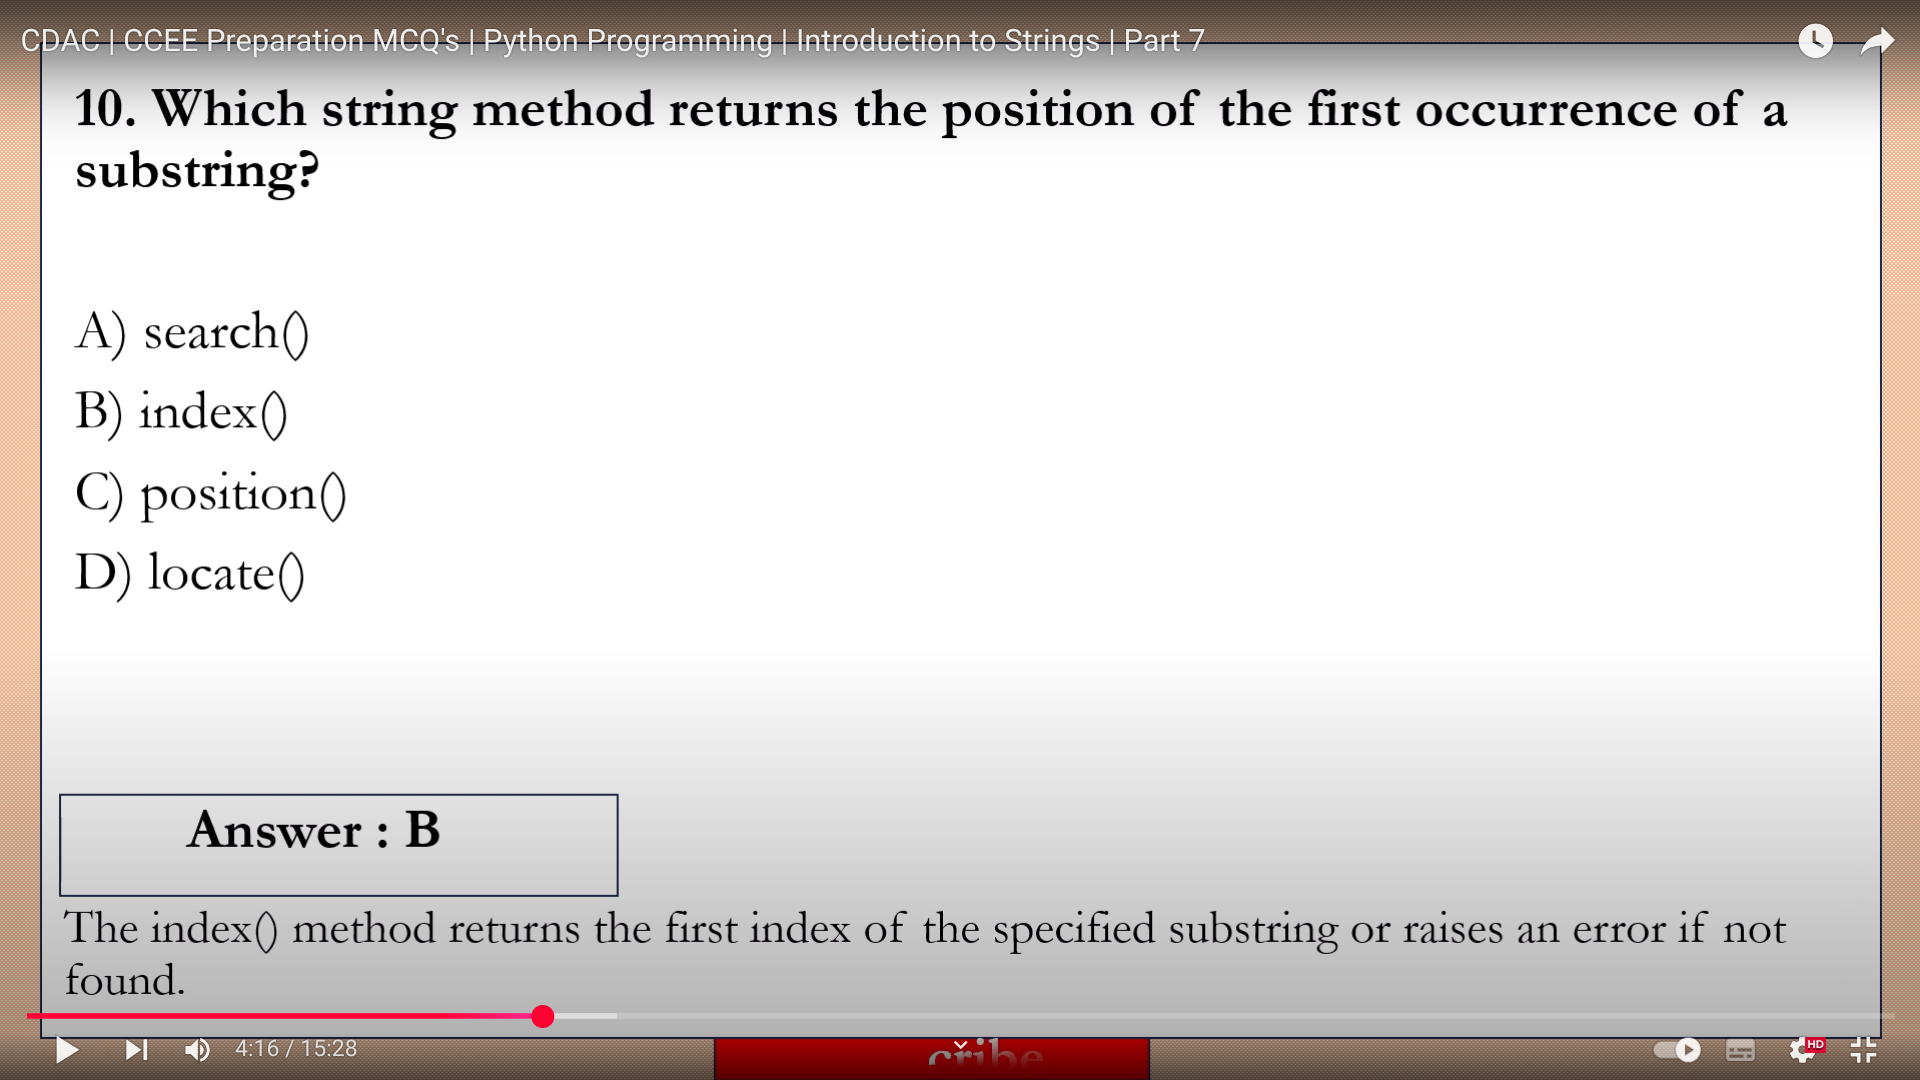 CDAC | CCEE Preparation MCQ's | Python Programming | Introduction to Strings | Part 7
10. Which string method returns the position of the first occurrence of a
substring?
A) search()
B) index()
C) position()
D) locate()
Answer : B
The index() method returns the first index of the specified substring or raises an error if not
found.
4:16 / 15:28
HD